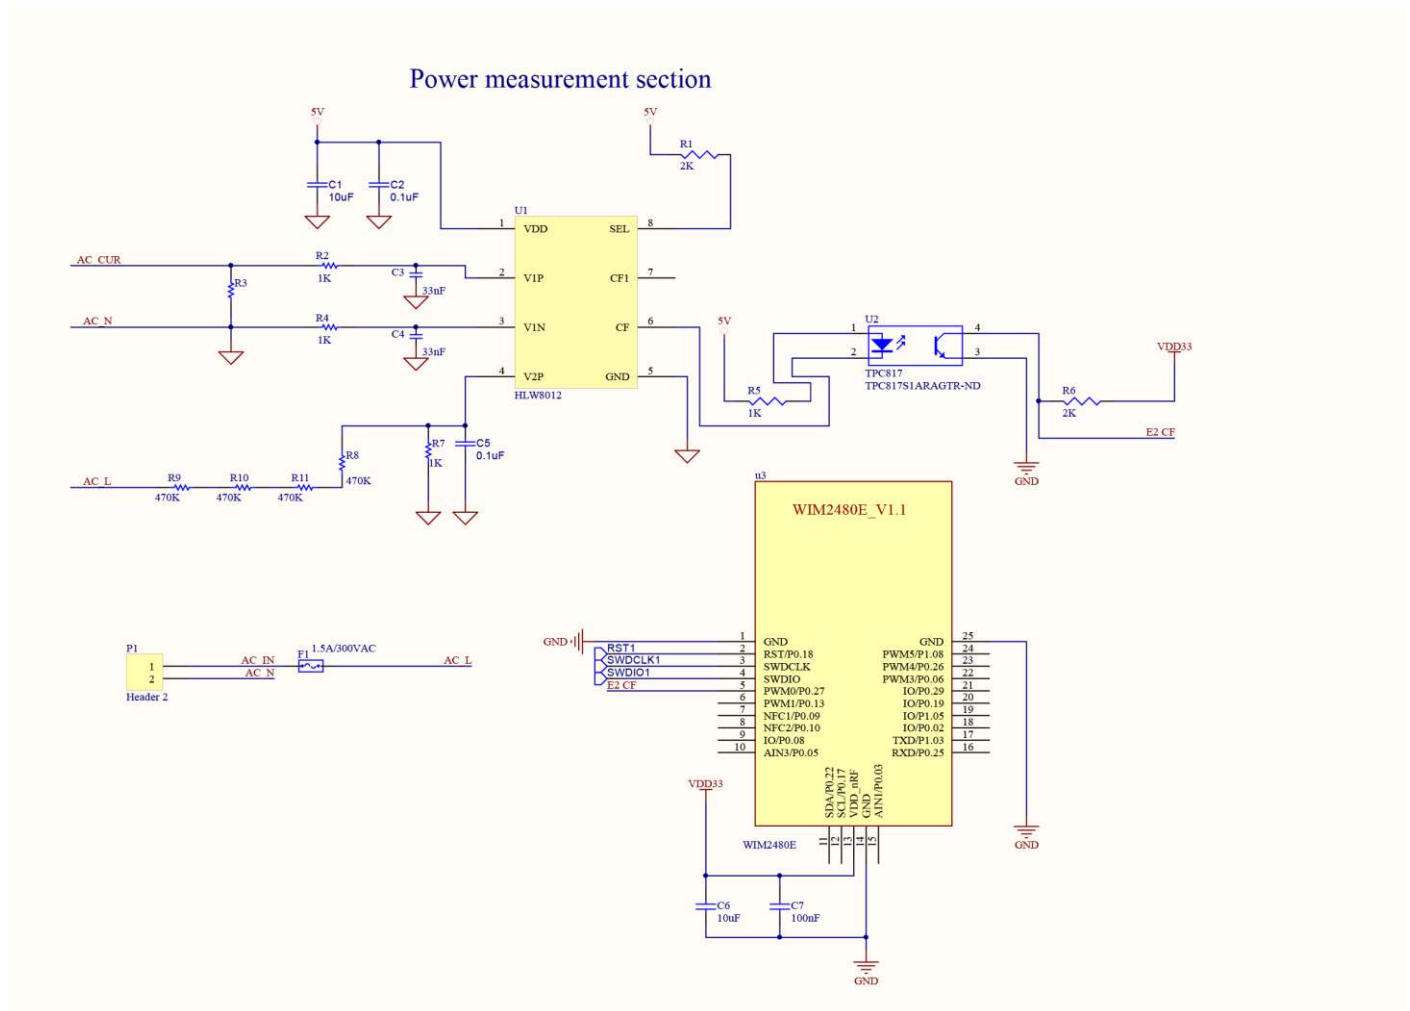 Power measurement section
5V
5V
R1
2K
C1
10uF
C2
0.1uF
U1
1
VDD
SEL
8
AC_CUR
R2
1K
C3
33nF
2
V1P
CF1
7
R3
AC_N
R4
1K
C4
33nF
3
V1N
CF
6
4
V2P
GND
5
HLW8012
5V
R5
1K
U2
1
2
4
3
TPC817
TPC817S1ARAGTR-ND
VDD33
R6
2K
E2 CF
GND
R7
1K
C5
0.1uF
R8
470K
AC_L
R9
470K
R10
470K
R11
470K
u3
WIM2480E_V1.1
GND
1
GND
RST1
2
RST/P0.18
SWDCLK1
3
SWDCLK
SWDIO1
4
SWDIO
E2 CF
5
PWM0/P0.27
6
PWM1/P0.13
7
NFC1/P0.09
8
NFC2/P0.10
9
IO/P0.08
10
AIN3/P0.05
GND
25
PWM5/P1.08
24
PWM4/P0.26
23
PWM3/P0.06
22
IO/P0.29
21
IO/P0.19
20
IO/P1.05
19
IO/P0.02
18
TXD/P1.03
17
RXD/P0.25
16
SDA/P0.22
SCL/P0.17
VDD_nRF
GND
AIN1/P0.03
11
12
13
14
15
WIM2480E
GND
P1
1
2
Header 2
AC_IN
AC_N
F1
1.5A/300VAC
AC_L
VDD33
C6
10uF
C7
100nF
GND